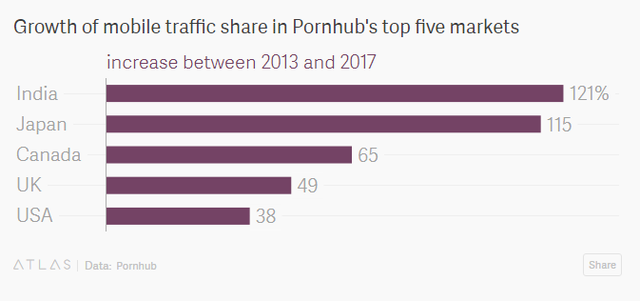 Growth of mobile traffic share in Pornhub's top five markets
increase between 2013 and 2017
India 121%
Japan 115
Canada 65
UK 49
USA 38
ATLAS Data: Pornhub Share